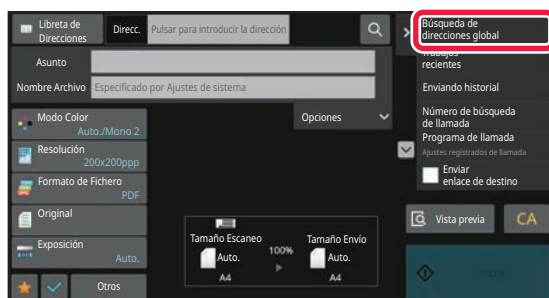 Libreta de
Direcciones
Direcc.
Pulsar para introducir la dirección
Asunto
Nombre Archivo
Especificado por Ajustes de sistema
Modo Color
Auto./Mono 2
Resolución
200x200ppp
Formato de Fichero
PDF
Original
Exposición
Auto.
Otros
Opciones
Tamaño Escaneo
Auto.
A4
100%
Tamaño Envío
Auto.
A4
Búsqueda de
direcciones global
Trabajos
recientes
Enviando historial
Número de búsqueda
de llamada
Programa de llamada
Ajustes registrados de llamada
Enviar
enlace de destino
Vista previa
CA